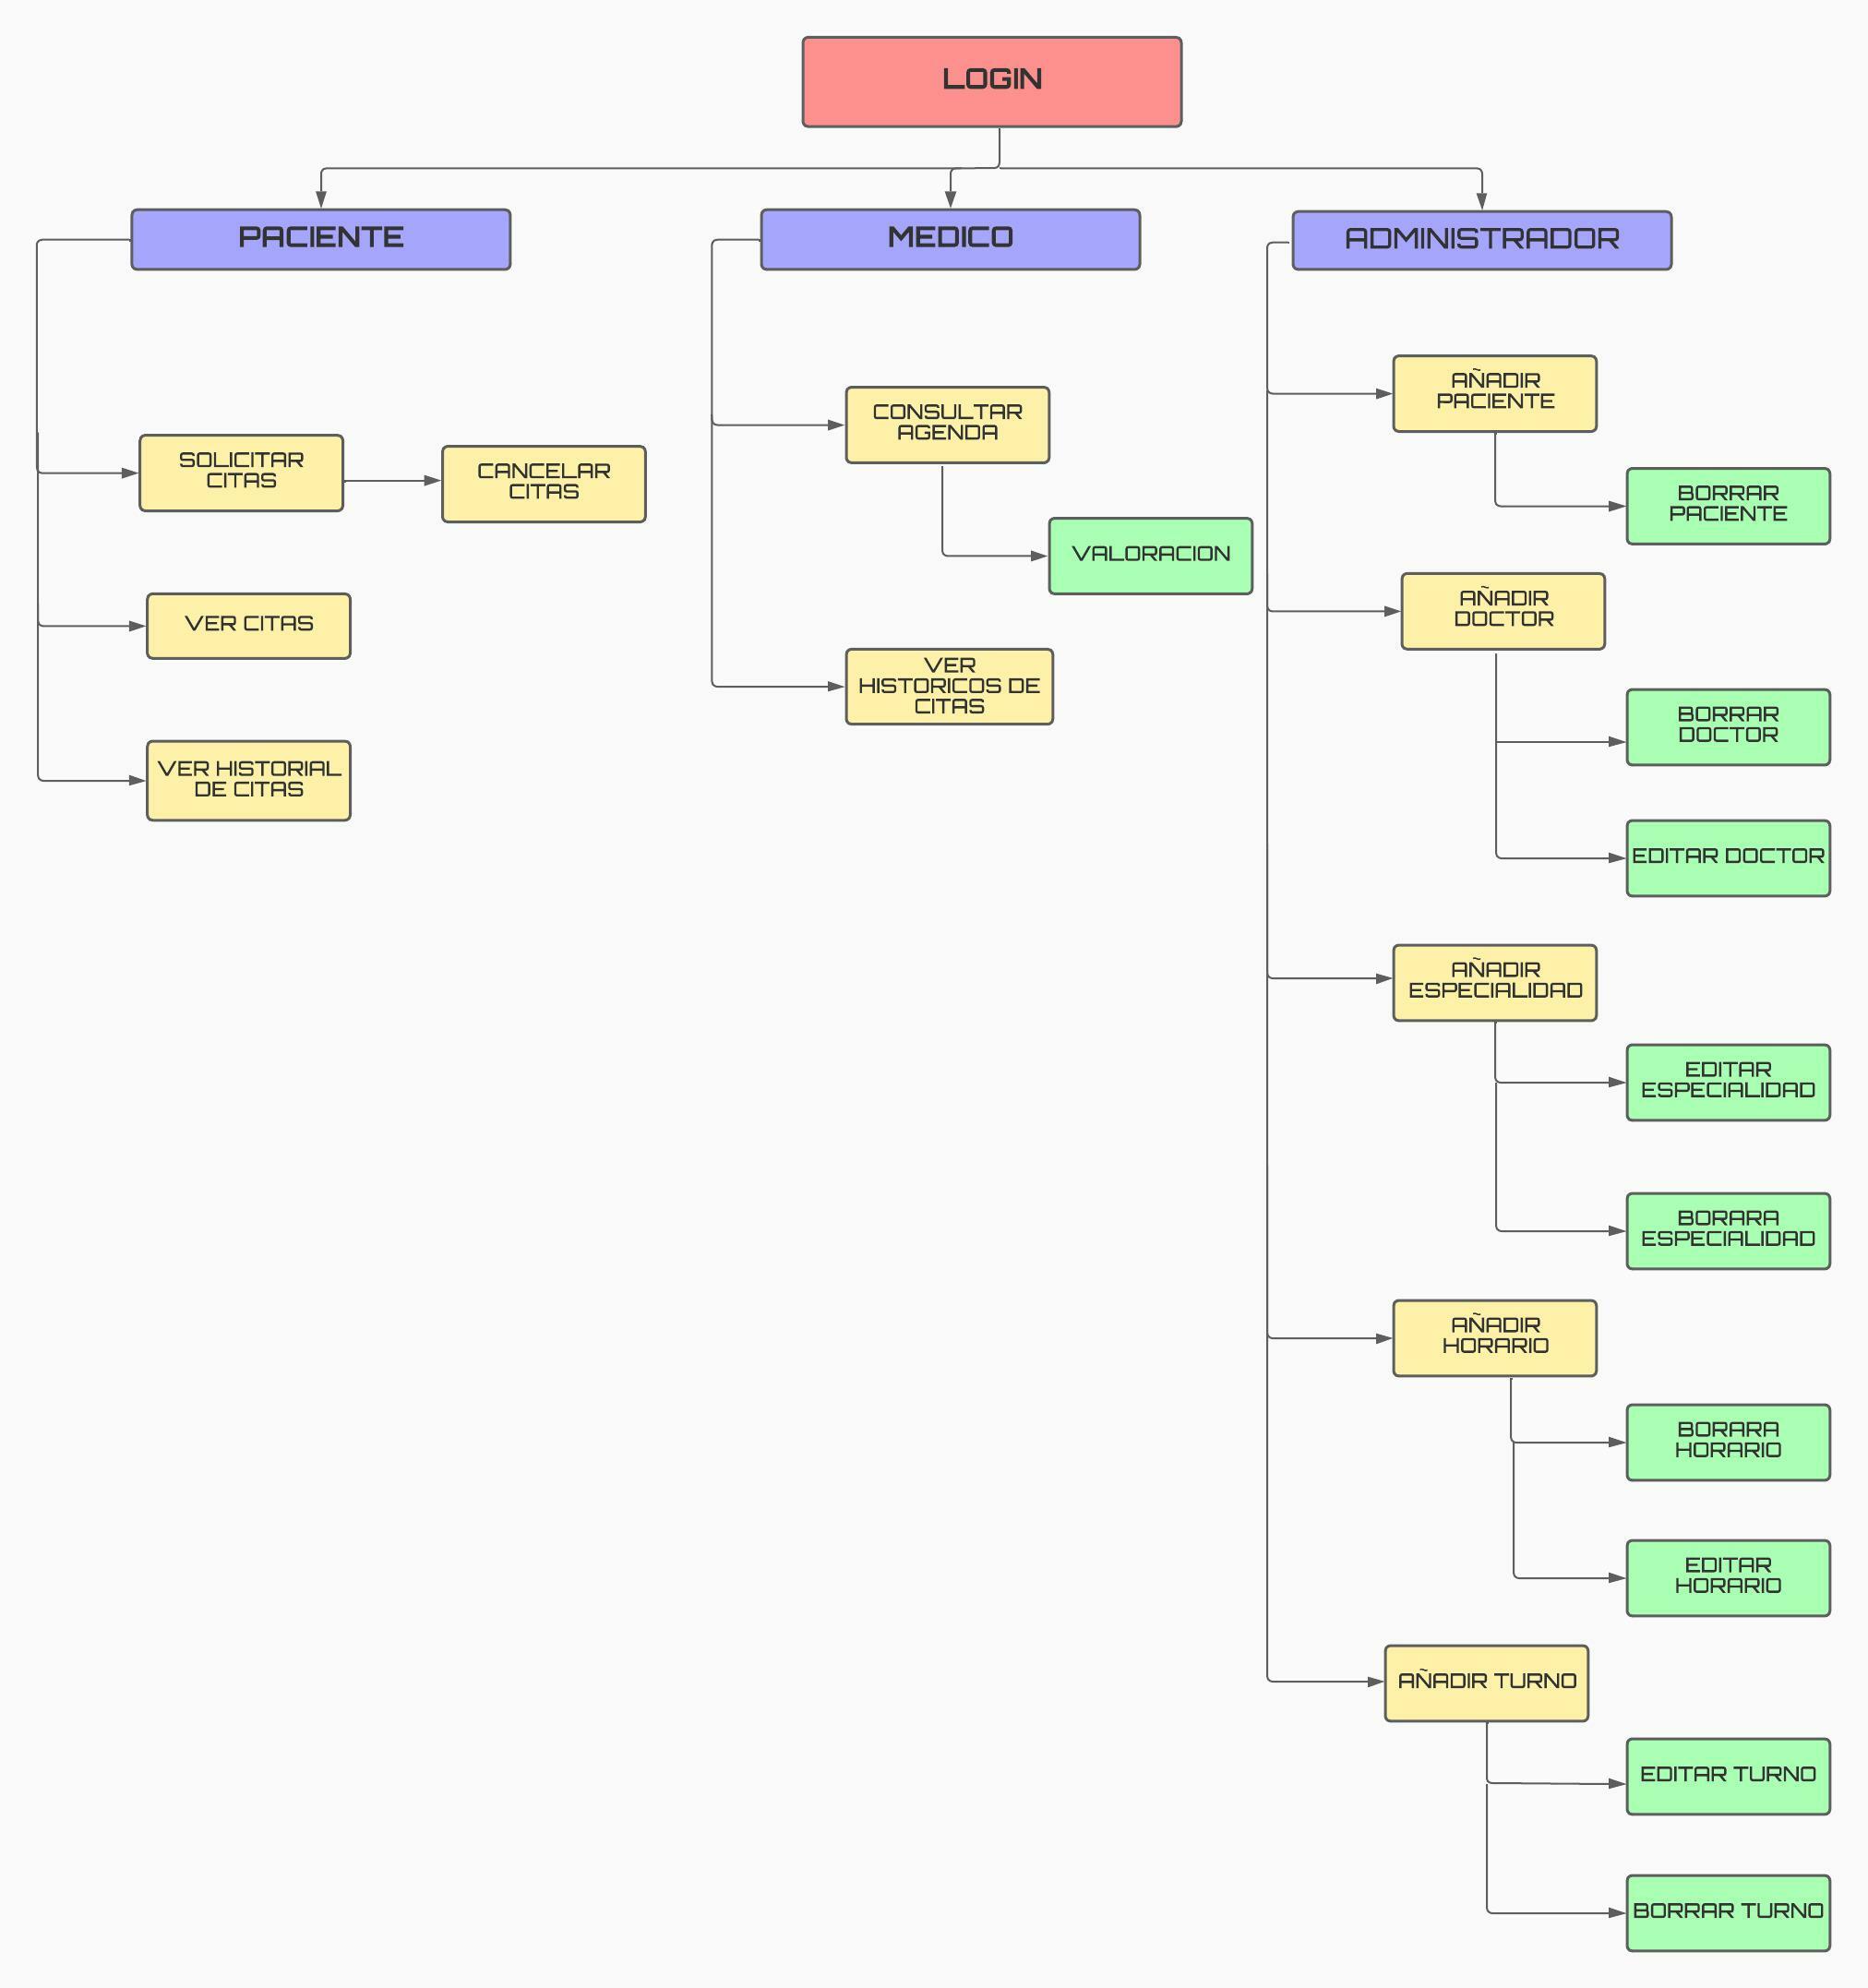 LOGIN
PACIENTE
MEDICO
ADMINISTRADOR
SOLICITAR
CITAS
CANCELAR
CITAS
VER CITAS
VER HISTORIAL
DE CITAS
CONSULTAR
AGENDA
VALORACION
VER
HISTORICOS DE
CITAS
AÑADIR
PACIENTE
BORRAR
PACIENTE
AÑADIR
DOCTOR
BORRAR
DOCTOR
EDITAR DOCTOR
AÑADIR
ESPECIALIDAD
EDITAR
ESPECIALIDAD
BORARA
ESPECIALIDAD
AÑADIR
HORARIO
BORARA
HORARIO
EDITAR
HORARIO
AÑADIR TURNO
EDITAR TURNO
BORRAR TURNO